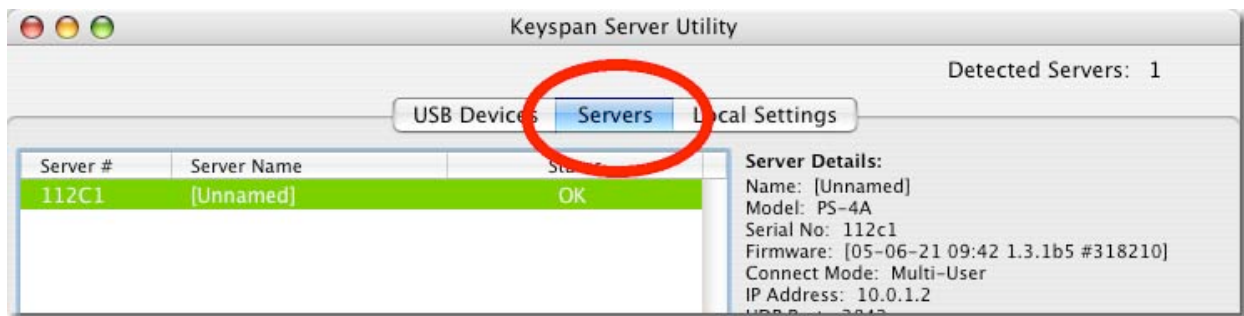 Keyspan Server Utility
Detected Servers: 1
USB Devices Servers Local Settings
Server # Server Name Status
112C1 [Unnamed] OK
Server Details:
Name: [Unnamed]
Model: PS-4A
Serial No: 112c1
Firmware: [05-06-21 09:42 1.3.1b5 #318210]
Connect Mode: Multi-User
IP Address: 10.0.1.2